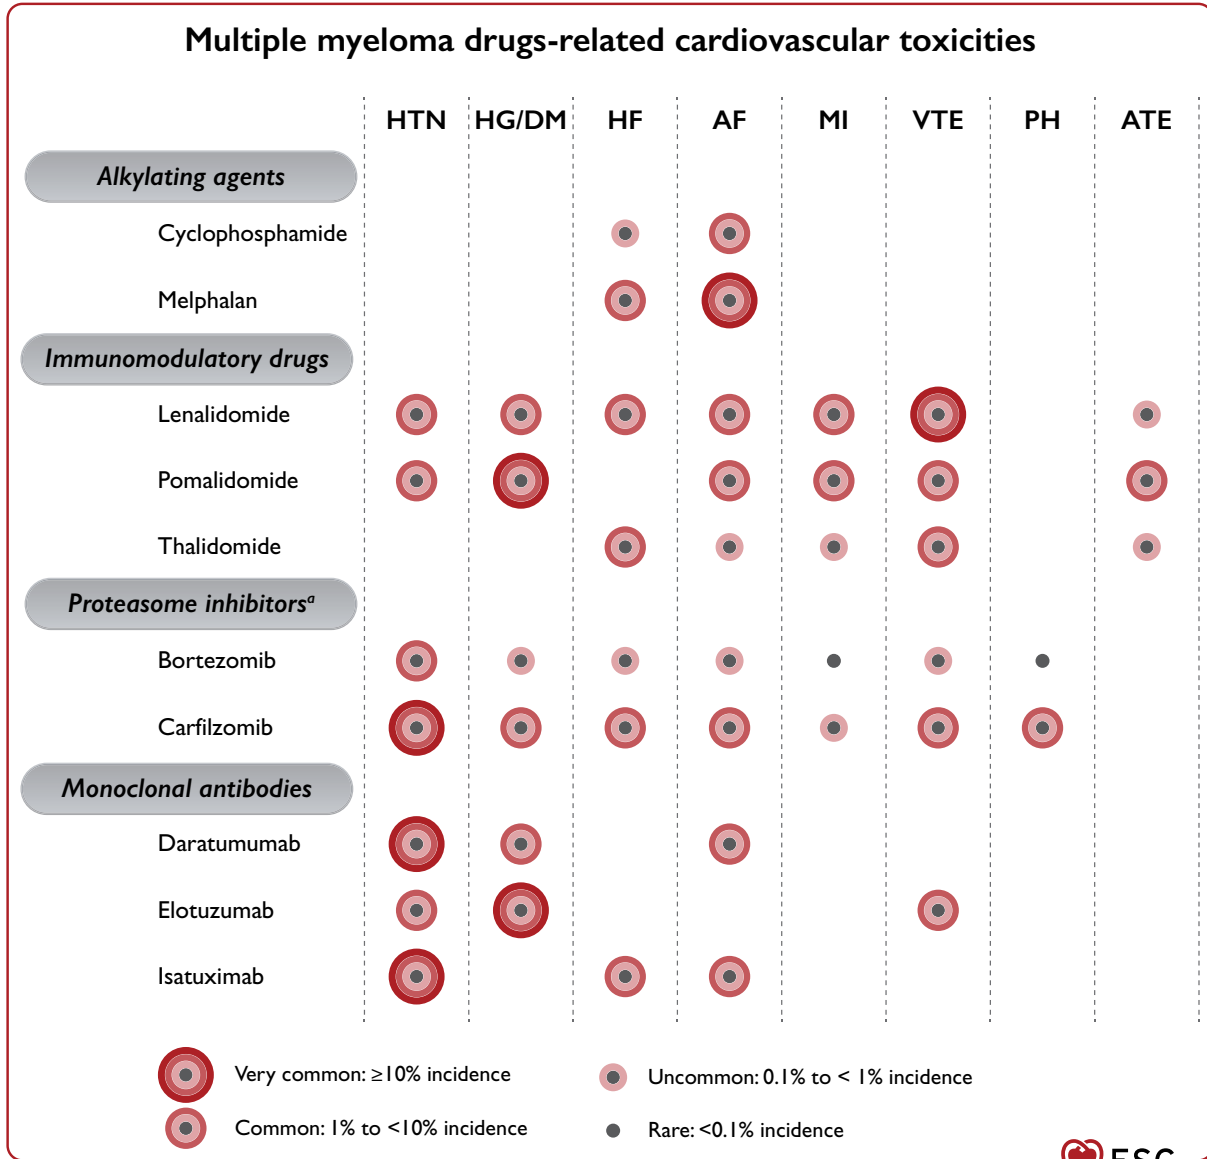 Multiple myeloma drugs-related cardiovascular toxicities
HTN HG/DM HF AF MI VTE PH ATE
Alkylating agents
Cyclophosphamide
Melphalan
Immunomodulatory drugs
Lenalidomide
Pomalidomide
Thalidomide
Proteasome inhibitorsᵃ
Bortezomib
Carfilzomib
Monoclonal antibodies
Daratumumab
Elotuzumab
Isatuximab
Very common: ≥10% incidence
Uncommon: 0.1% to < 1% incidence
Common: 1% to <10% incidence
Rare: <0.1% incidence
ESC